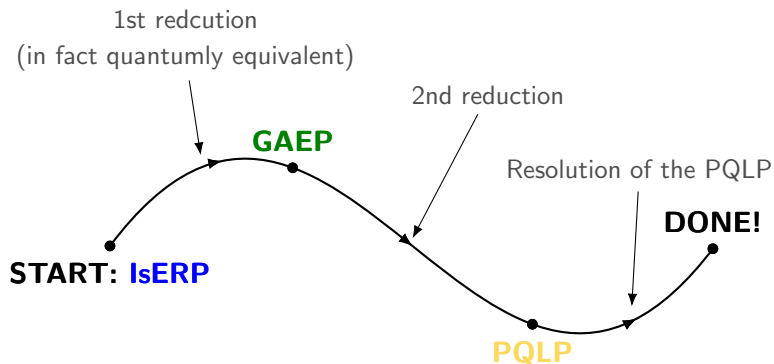 1st redcution
(in fact quantumly equivalent)
2nd reduction
GAEP
Resolution of the PQLP
DONE!
START: IsERP
PQLP